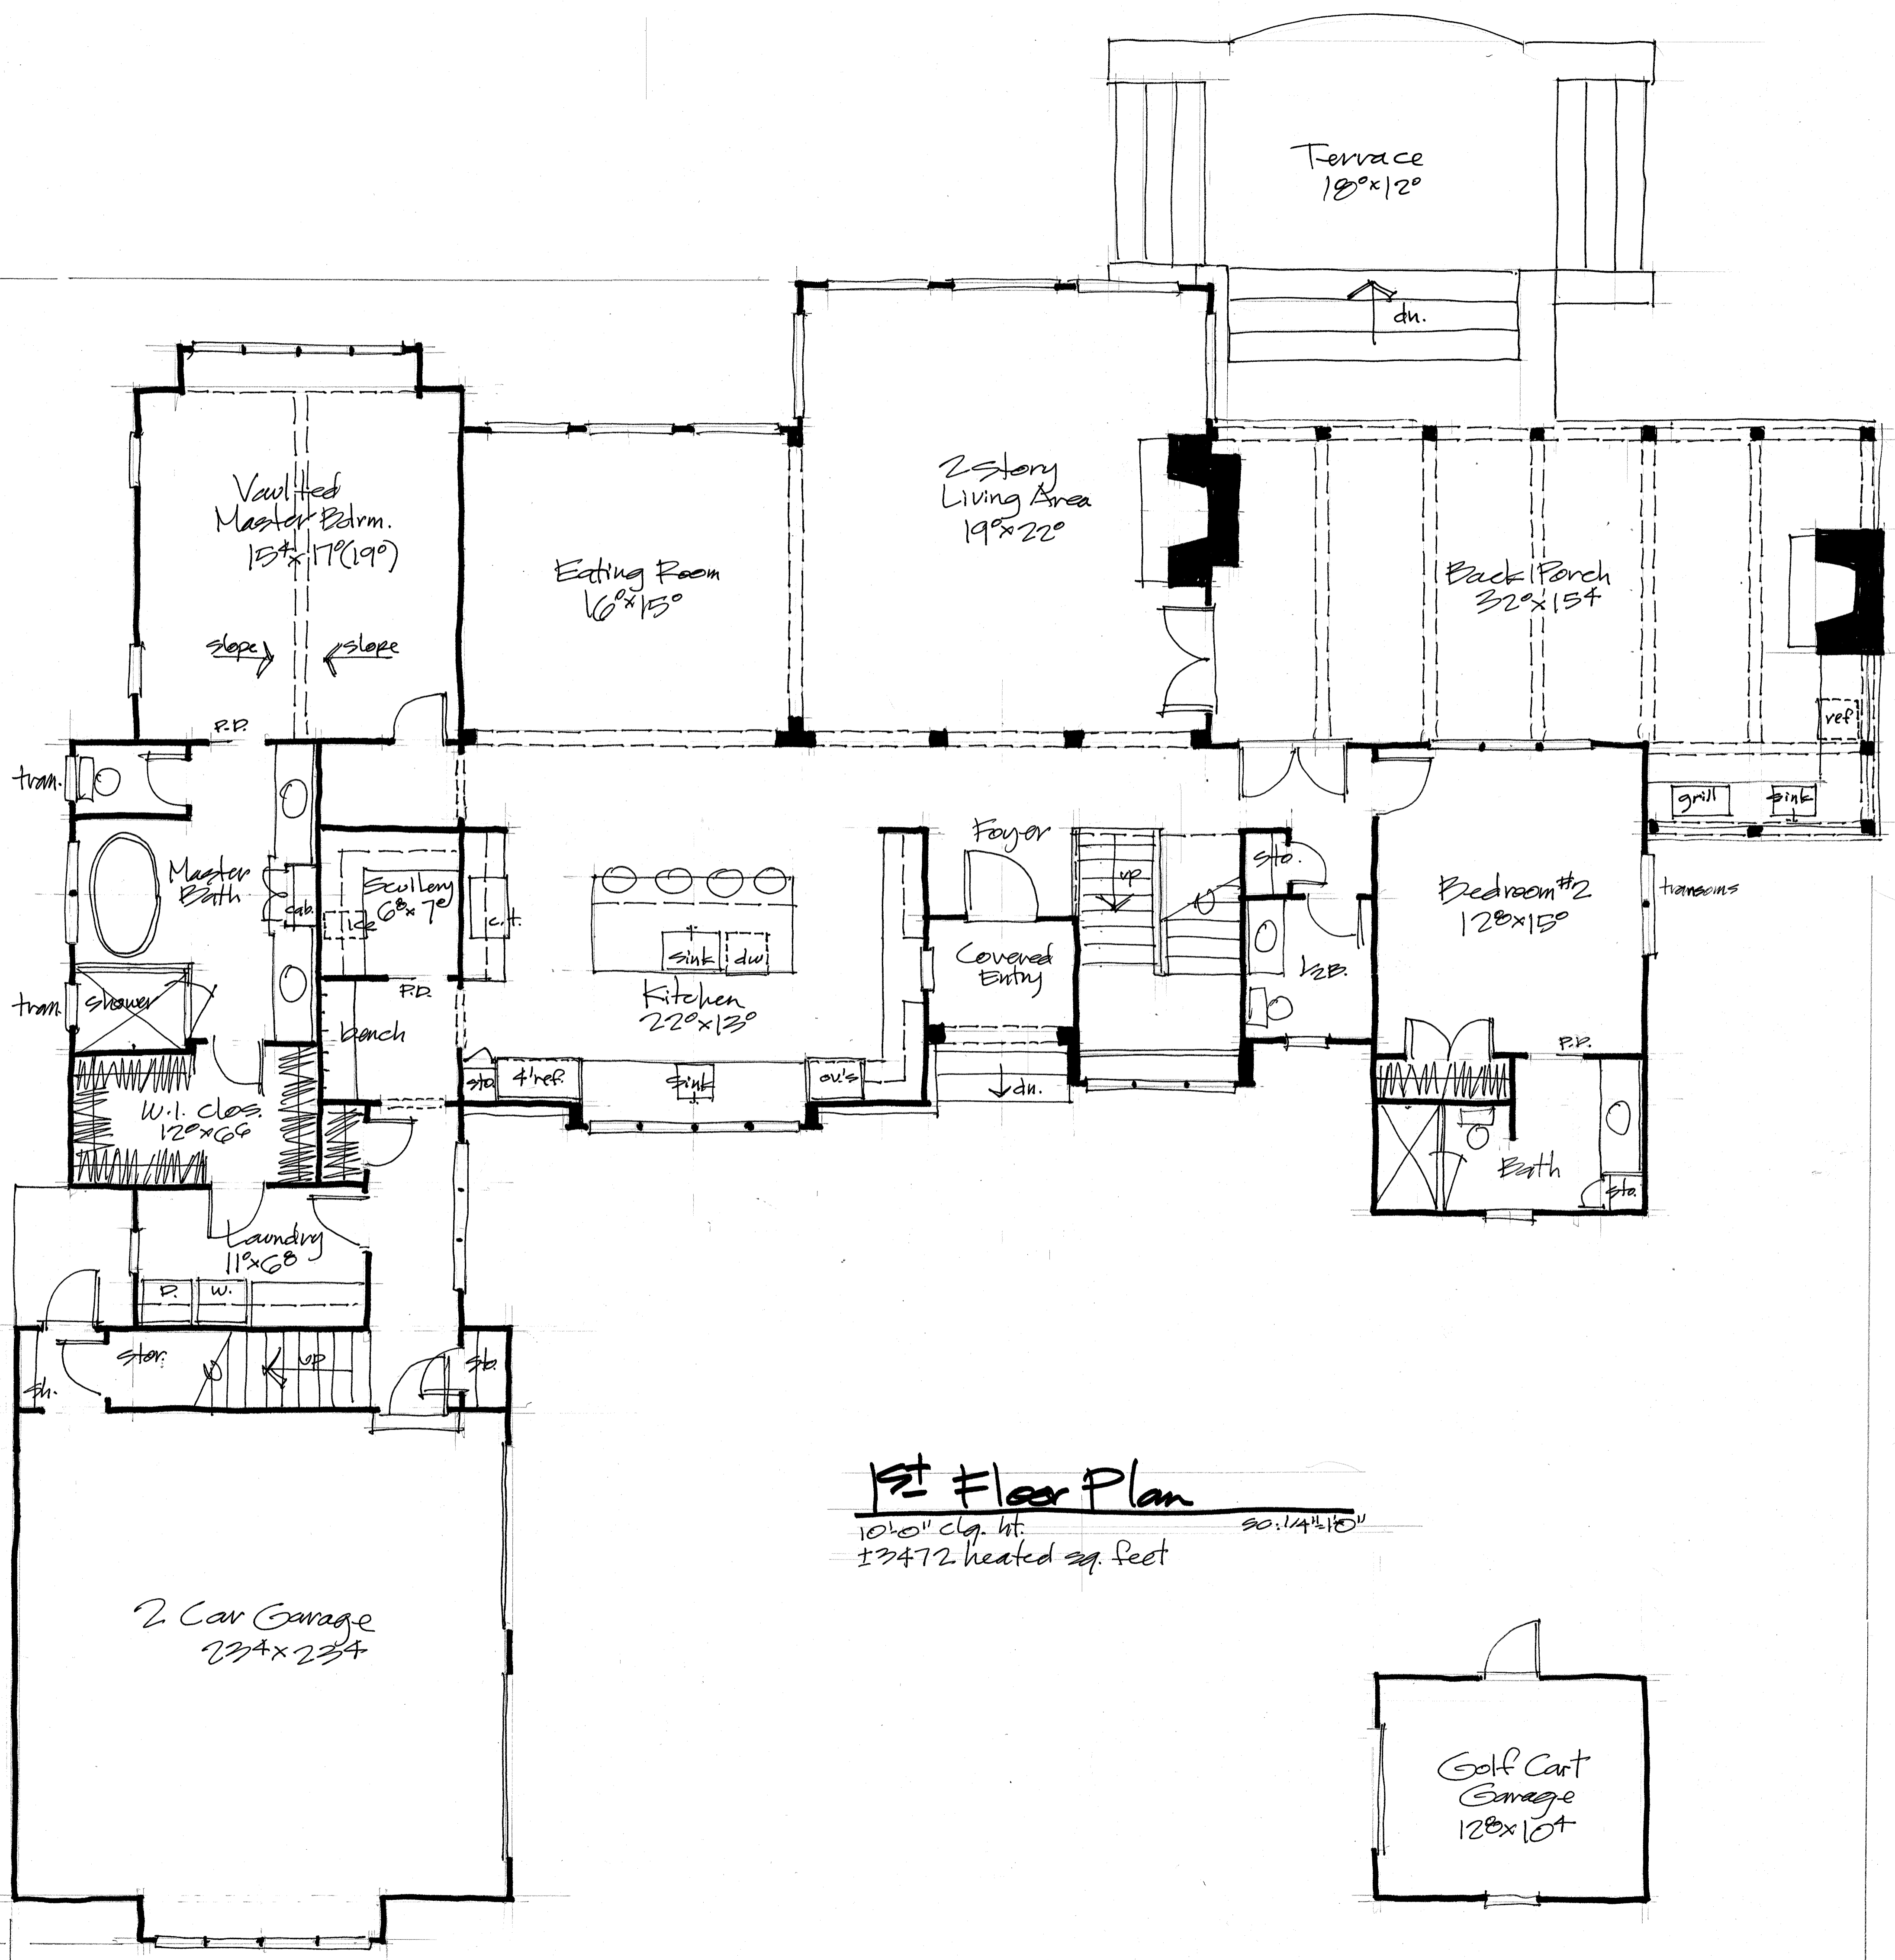 Terrace
18⁰x12⁰
dn.
2 Story
Living Area
19⁰x22⁰
Vaulted
Master Bdrm.
15⁴x17⁰(19⁰)
slope
slope
P.D.
Eating Room
16⁰x15⁰
Back Porch
32⁰x15⁴
ref
grill
sink
tran.
Master
Bath
cab.
Scullery
6⁸x7⁸
ice
c.t.
Foyer
up
sto.
Bedroom #2
12⁸x15⁰
transoms
sink
dw
Kitchen
22⁰x13⁰
Covered
Entry
½B.
tran.
shower
P.D.
bench
sto.
4'ref.
sink
ov's
dn.
P.D.
W.I. Clos.
12⁰x6⁶
Bath
sto.
Laundry
11⁰x6⁸
D.
W.
stor.
up
sto.
sh.
1st Floor Plan
10'-0" clg. ht.
sc: 1/4"=1'0"
±3472 heated sq. feet
2 Car Garage
23⁴x23⁴
Golf Cart
Garage
12⁸x10⁴